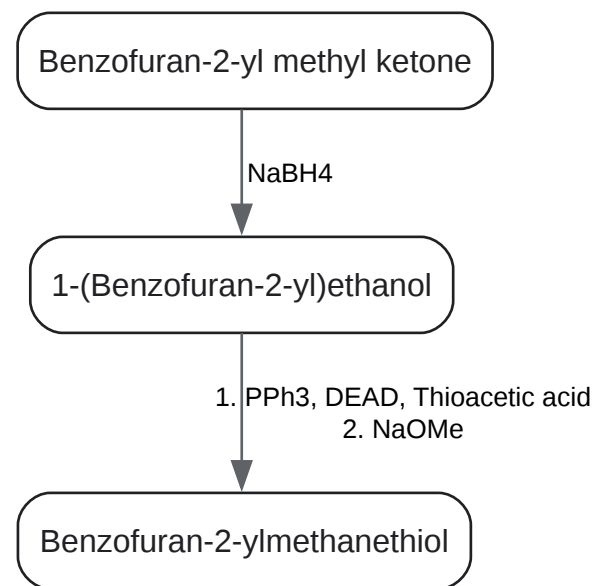 Benzofuran-2-yl methyl ketone
NaBH4
1-(Benzofuran-2-yl)ethanol
1. PPh3, DEAD, Thioacetic acid
2. NaOMe
Benzofuran-2-ylmethanethiol